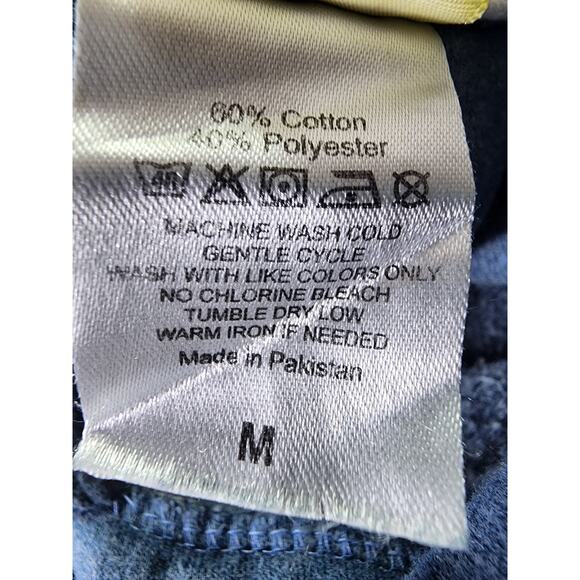 60% Cotton
40% Polyester
40
MACHINE WASH COLD
GENTLE CYCLE
WASH WITH LIKE COLORS ONLY
NO CHLORINE BLEACH
TUMBLE DRY LOW
WARM IRON IF NEEDED
Made in Pakistan
M